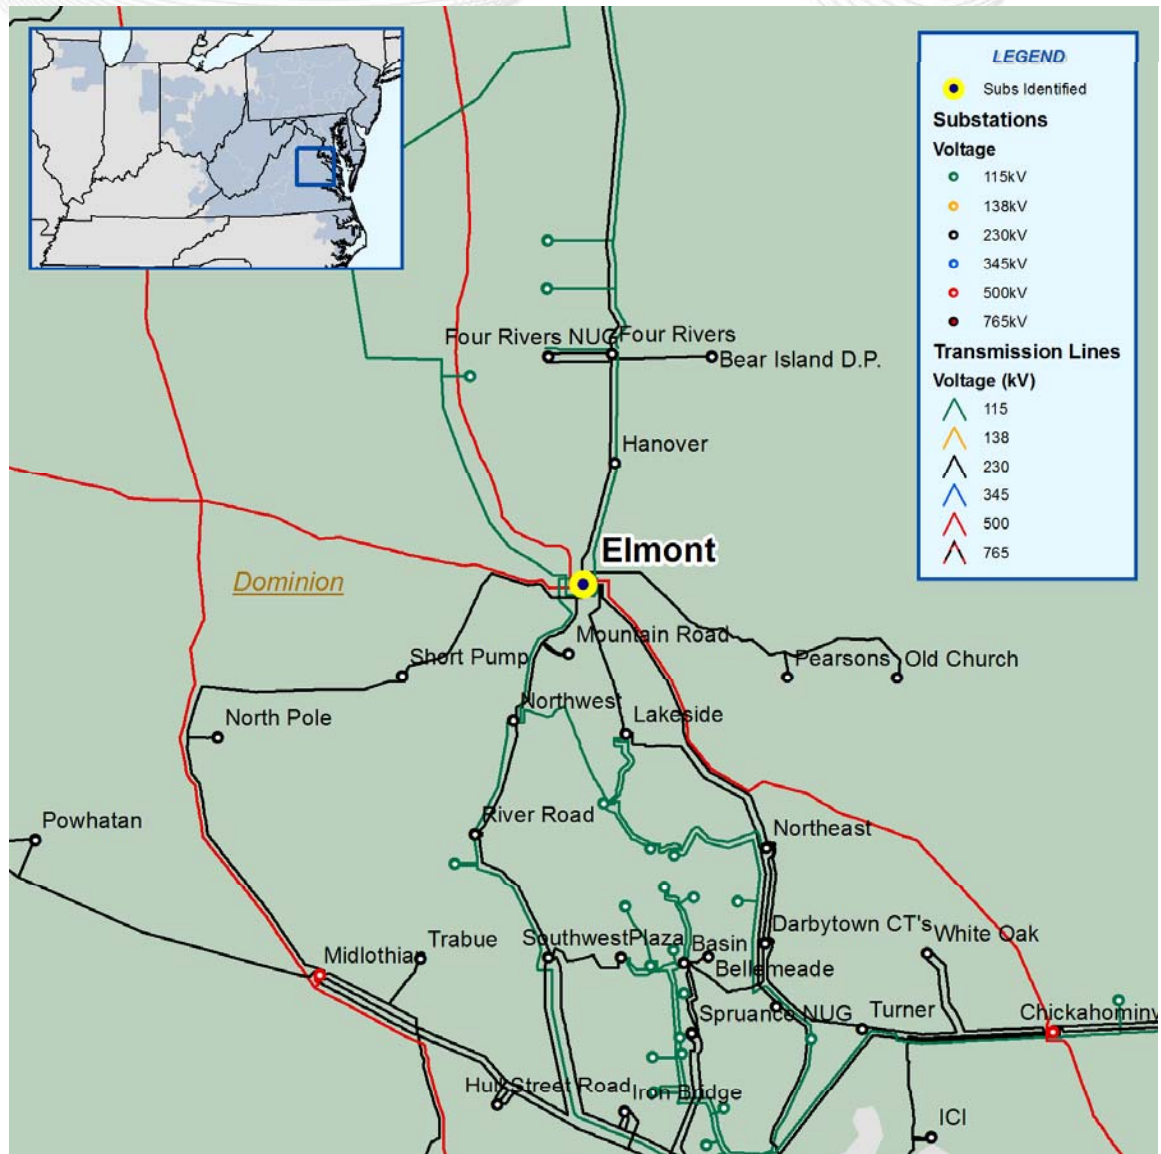 LEGEND
Subs Identified
Substations
Voltage
115kV
138kV
230kV
345kV
500kV
765kV
Transmission Lines
Voltage (kV)
115
138
230
345
500
765
Four Rivers NUG
Four Rivers
Bear Island D.P.
Hanover
Elmont
Dominion
Mountain Road
Short Pump
Pearsons
Old Church
Northwest
Lakeside
North Pole
River Road
Northeast
Powhatan
Midlothian
Trabue
Southwest
Plaza
Basin
Darbytown CT's
White Oak
Bellemeade
Spruance NUG
Turner
Chickahominy
Hull Street Road
Iron Bridge
ICI